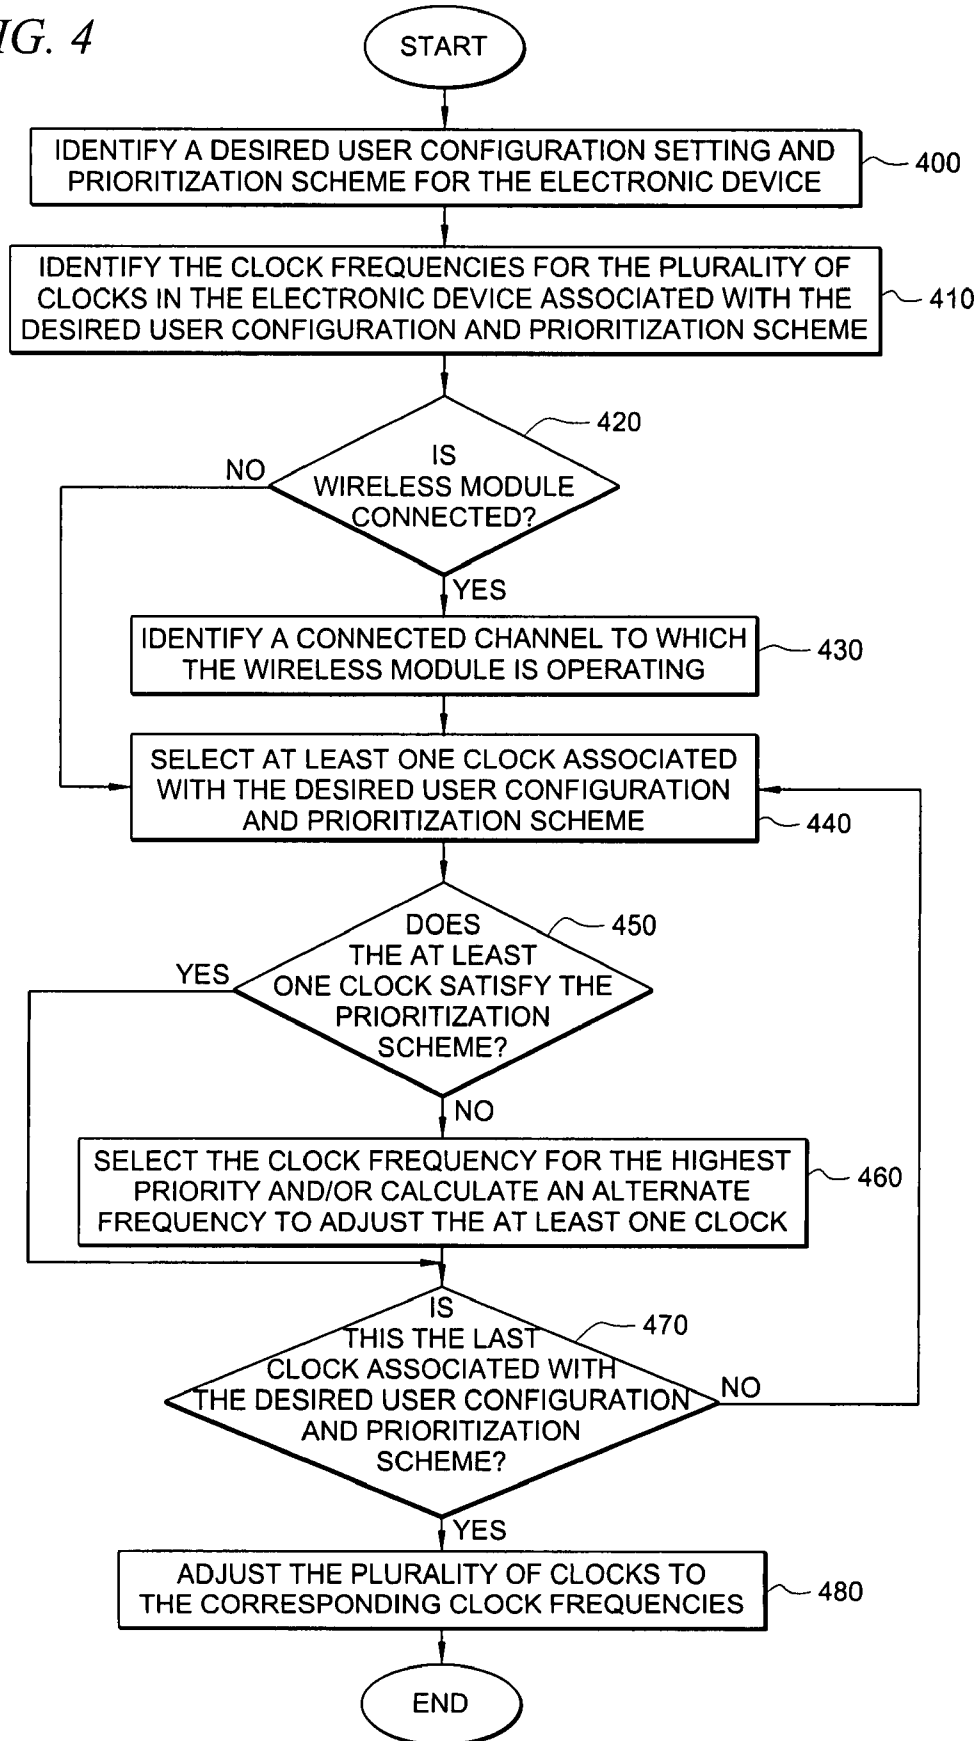 IG. 4
START
IDENTIFY A DESIRED USER CONFIGURATION SETTING AND
PRIORITIZATION SCHEME FOR THE ELECTRONIC DEVICE
400
IDENTIFY THE CLOCK FREQUENCIES FOR THE PLURALITY OF
CLOCKS IN THE ELECTRONIC DEVICE ASSOCIATED WITH THE
DESIRED USER CONFIGURATION AND PRIORITIZATION SCHEME
410
420
IS
WIRELESS MODULE
CONNECTED?
NO
YES
IDENTIFY A CONNECTED CHANNEL TO WHICH
THE WIRELESS MODULE IS OPERATING
430
SELECT AT LEAST ONE CLOCK ASSOCIATED
WITH THE DESIRED USER CONFIGURATION
AND PRIORITIZATION SCHEME
440
450
DOES
THE AT LEAST
ONE CLOCK SATISFY THE
PRIORITIZATION
SCHEME?
YES
NO
SELECT THE CLOCK FREQUENCY FOR THE HIGHEST
PRIORITY AND/OR CALCULATE AN ALTERNATE
FREQUENCY TO ADJUST THE AT LEAST ONE CLOCK
460
470
IS
THIS THE LAST
CLOCK ASSOCIATED WITH
THE DESIRED USER CONFIGURATION
AND PRIORITIZATION
SCHEME?
NO
YES
ADJUST THE PLURALITY OF CLOCKS TO
THE CORRESPONDING CLOCK FREQUENCIES
480
END